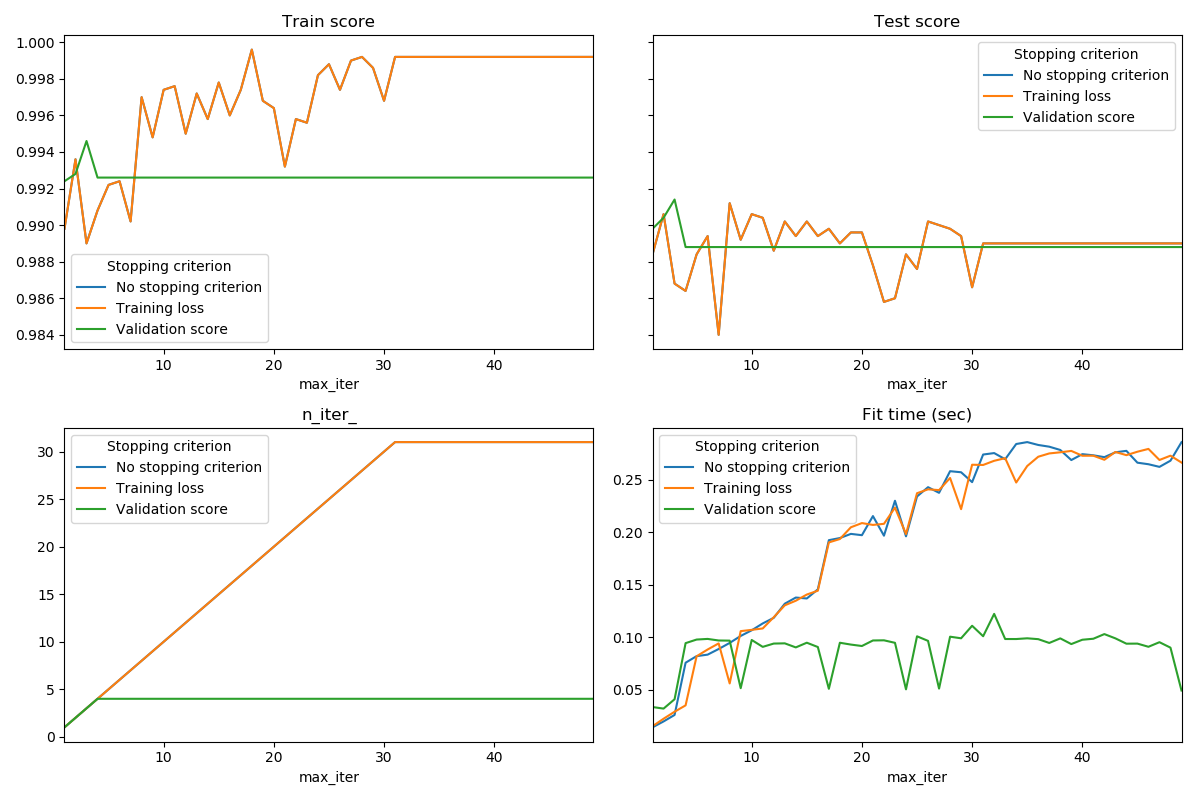 Train score
1.000
0.998
0.996
0.994
0.992
0.990
0.988
0.986
0.984
Stopping criterion
No stopping criterion
Training loss
Validation score
10
20
30
40
max_iter
Test score
Stopping criterion
No stopping criterion
Training loss
Validation score
10
20
30
40
max_iter
n_iter_
30
25
20
15
10
5
0
Stopping criterion
No stopping criterion
Training loss
Validation score
10
20
30
40
max_iter
Fit time (sec)
0.25
0.20
0.15
0.10
0.05
Stopping criterion
No stopping criterion
Training loss
Validation score
10
20
30
40
max_iter